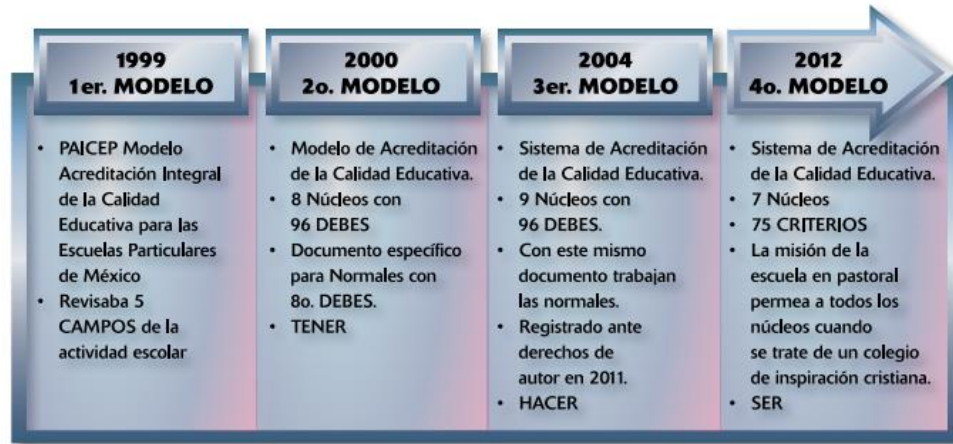 1999
1er. MODELO
• PAICEP Modelo
Acreditación Integral
de la Calidad
Educativa para las
Escuelas Particulares
de México
• Revisaba 5
CAMPOS de la
actividad escolar
2000
2o. MODELO
• Modelo de Acreditación
de la Calidad Educativa.
• 8 Núcleos con
96 DEBES
• Documento específico
para Normales con
8o. DEBES.
• TENER
2004
3er. MODELO
• Sistema de Acreditación
de la Calidad Educativa.
• 9 Núcleos con
96 DEBES.
• Con este mismo
documento trabajan
las normales.
• Registrado ante
derechos de
autor en 2011.
• HACER
2012
4o. MODELO
• Sistema de Acreditación
de la Calidad Educativa.
• 7 Núcleos
• 75 CRITERIOS
• La misión de la
escuela en pastoral
permea a todos los
núcleos cuando
se trate de un colegio
de inspiración cristiana.
• SER